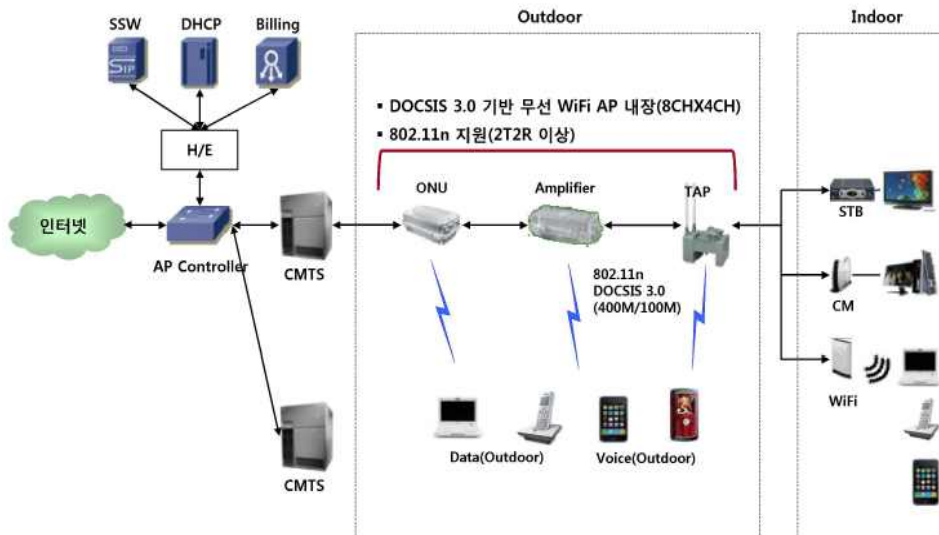 Outdoor
Indoor
SSW
DHCP
Billing
SIP
▪ DOCSIS 3.0 기반 무선 WiFi AP 내장(8CHX4CH)
▪ 802.11n 지원(2T2R 이상)
H/E
ONU
Amplifier
TAP
인터넷
AP Controller
CMTS
STB
802.11n
DOCSIS 3.0
(400M/100M)
CM
WiFi
Data(Outdoor)
Voice(Outdoor)
CMTS